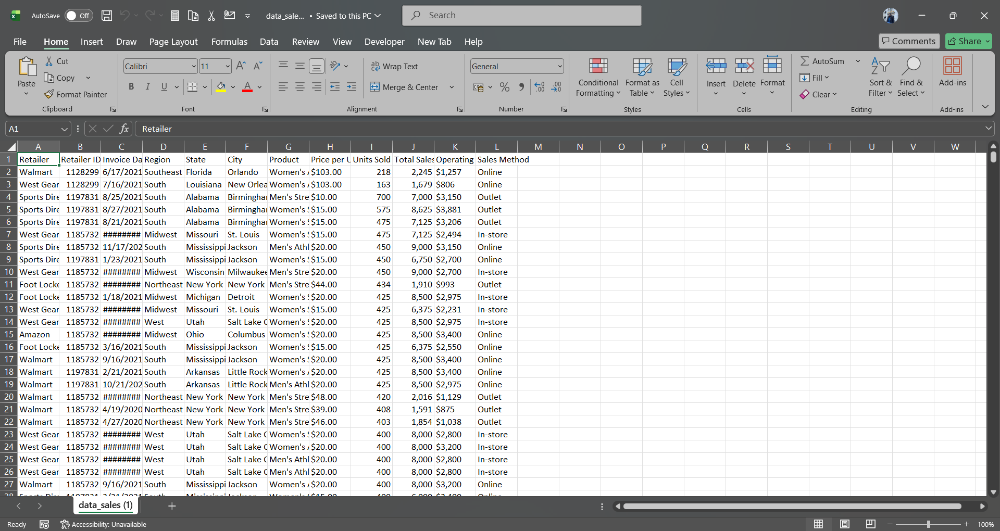 AutoSave Off data_sale... • Saved to this PC Search
File Home Insert Draw Page Layout Formulas Data Review View Developer New Tab Help Comments Share
Paste Cut Copy Format Painter Clipboard
Calibri 11 B I U A Font
Wrap Text Merge & Center Alignment
General % Number
Conditional Formatting Format as Table Cell Styles Styles
Insert Delete Format Cells
AutoSum Fill Clear Sort & Filter Find & Select Editing
Add-ins Add-ins
A1 fx Retailer
A B C D E F G H I J K L M N O P Q R S T U V W
1 Retailer Retailer ID Invoice Da Region State City Product Price per U Units Sold Total Sales Operating Sales Method
2 Walmart 1128299 6/17/2021 Southeast Florida Orlando Women's $103.00 218 2,245 $1,257 Online
3 West Gear 1128299 7/16/2021 South Louisiana New Orlea Women's $103.00 163 1,679 $806 Online
4 Sports Dire 1197831 8/25/2021 South Alabama Birmingha Men's Stre $10.00 700 7,000 $3,150 Outlet
5 Sports Dire 1197831 8/27/2021 South Alabama Birmingha Women's $15.00 575 8,625 $3,881 Outlet
6 Sports Dire 1197831 8/21/2021 South Alabama Birmingha Women's $15.00 475 7,125 $3,206 Outlet
7 West Gear 1185732 ######## Midwest Missouri St. Louis Women's $15.00 475 7,125 $2,494 In-store
8 Sports Dire 1185732 11/17/202 South Mississippi Jackson Men's Athl $20.00 450 9,000 $3,150 Online
9 Sports Dire 1197831 1/23/2021 South Mississippi Jackson Women's $15.00 450 6,750 $2,700 Online
10 West Gear 1185732 ######## Midwest Wisconsin Milwaukee Men's Stre $20.00 450 9,000 $2,700 In-store
11 Foot Locke 1185732 ######## Northeast New York New York Men's Stre $44.00 434 1,910 $993 Outlet
12 Foot Locke 1185732 1/18/2021 Midwest Michigan Detroit Women's $20.00 425 8,500 $2,975 In-store
13 West Gear 1185732 ######## Midwest Missouri St. Louis Women's $15.00 425 6,375 $2,231 In-store
14 West Gear 1185732 ######## West Utah Salt Lake C Women's $20.00 425 8,500 $2,975 In-store
15 Amazon 1185732 ######## Midwest Ohio Columbus Women's $20.00 425 8,500 $3,400 Online
16 Foot Locke 1185732 3/16/2021 South Mississippi Jackson Women's $15.00 425 6,375 $2,550 Online
17 Walmart 1185732 9/16/2021 South Mississippi Jackson Women's $20.00 425 8,500 $3,400 Online
18 Walmart 1197831 2/21/2021 South Arkansas Little Rock Women's $20.00 425 8,500 $3,400 Online
19 Walmart 1197831 10/21/202 South Arkansas Little Rock Men's Athl $20.00 425 8,500 $2,975 Online
20 Walmart 1185732 ######## Northeast New York New York Men's Stre $48.00 420 2,016 $1,129 Outlet
21 Walmart 1185732 4/19/2020 Northeast New York New York Men's Stre $39.00 408 1,591 $875 Outlet
22 Walmart 1185732 4/27/2020 Northeast New York New York Men's Stre $46.00 403 1,854 $1,038 Outlet
23 West Gear 1185732 ######## West Utah Salt Lake C Women's $20.00 400 8,000 $2,800 In-store
24 West Gear 1185732 ######## West Utah Salt Lake C Women's $20.00 400 8,000 $3,200 In-store
25 West Gear 1185732 ######## West Utah Salt Lake C Men's Athl $20.00 400 8,000 $2,800 In-store
26 West Gear 1185732 ######## West Utah Salt Lake C Men's Athl $20.00 400 8,000 $2,800 In-store
27 Walmart 1185732 9/16/2021 South Mississippi Jackson Women's $20.00 400 8,000 $3,200 Online
data_sales (1)
Ready Accessibility: Unavailable 100%